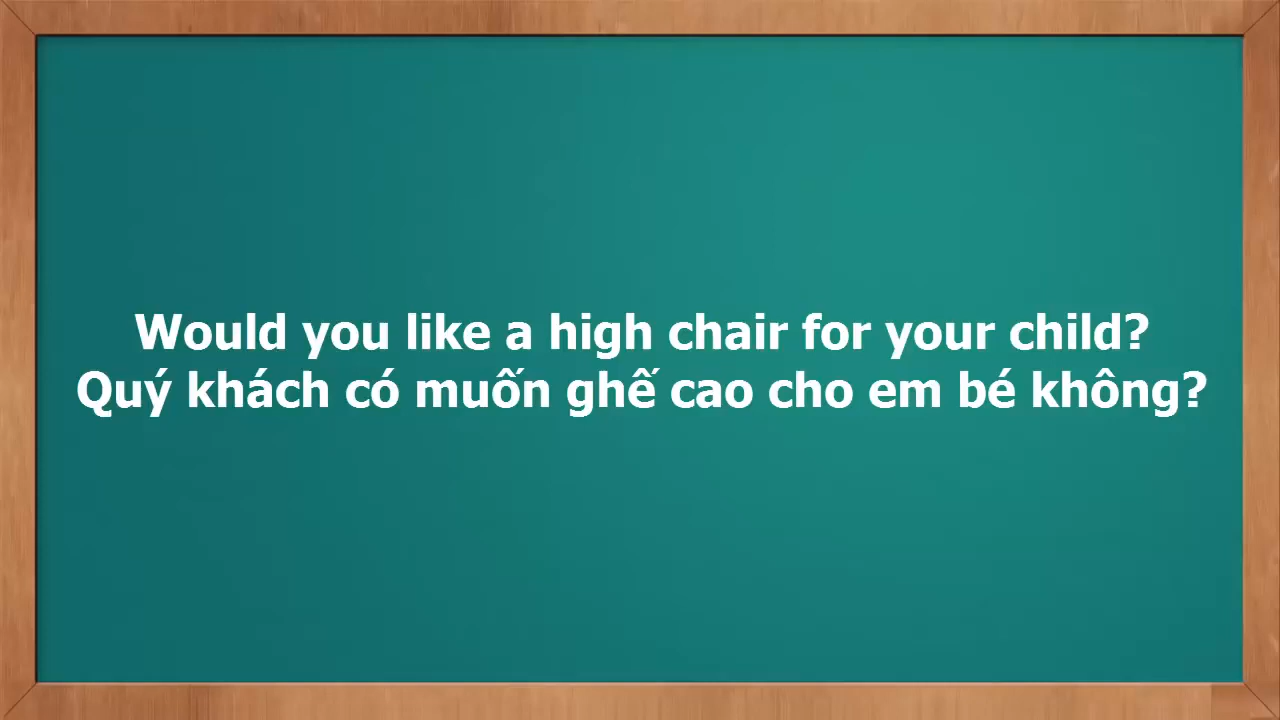 Would you like a high chair for your child?
Quý khách có muốn ghế cao cho em bé không?